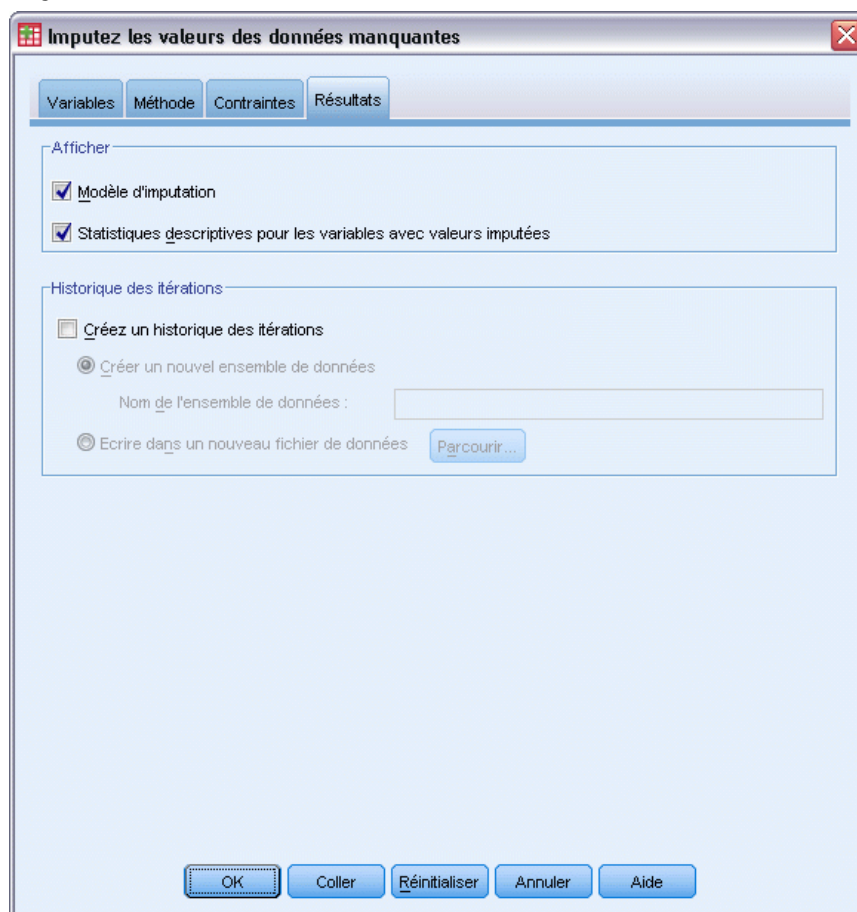 Imputez les valeurs des données manquantes
Variables Méthode Contraintes Résultats
Afficher
Modèle d'imputation
Statistiques descriptives pour les variables avec valeurs imputées
Historique des itérations
Créez un historique des itérations
Créer un nouvel ensemble de données
Nom de l'ensemble de données :
Ecrire dans un nouveau fichier de données Parcourir...
OK Coller Réinitialiser Annuler Aide